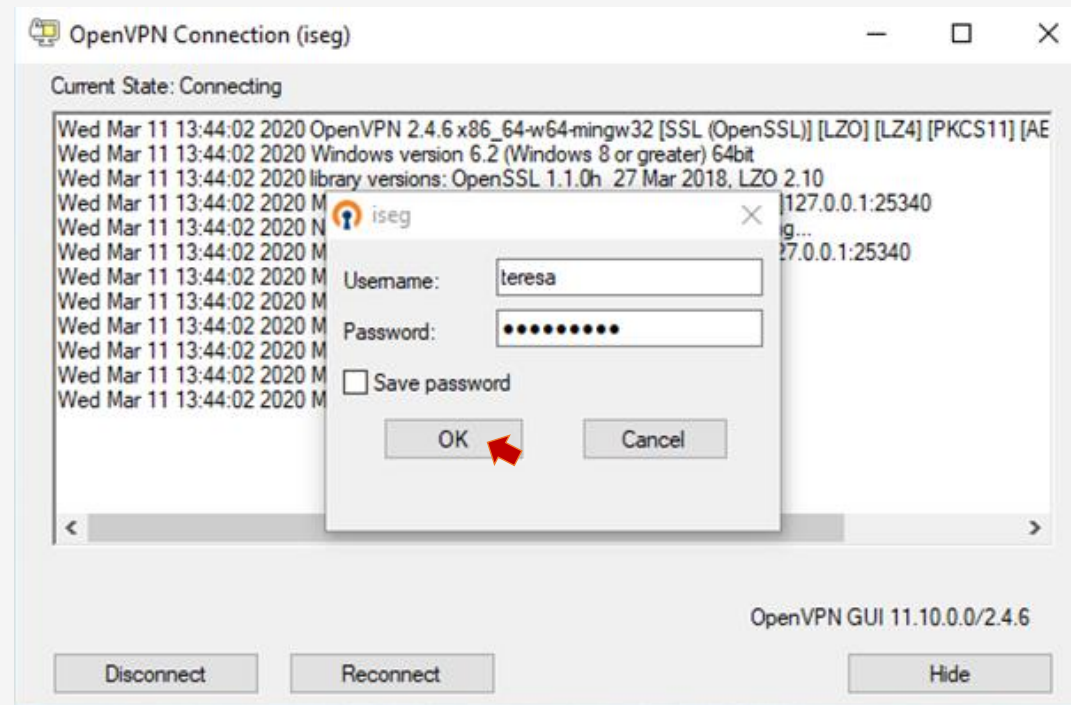 OpenVPN Connection (iseg)
Current State: Connecting
Wed Mar 11 13:44:02 2020 OpenVPN 2.4.6 x86_64-w64-mingw32 [SSL (OpenSSL)] [LZO] [LZ4] [PKCS11] [AE
Wed Mar 11 13:44:02 2020 Windows version 6.2 (Windows 8 or greater) 64bit
Wed Mar 11 13:44:02 2020 library versions: OpenSSL 1.1.0h 27 Mar 2018, LZO 2.10
Wed Mar 11 13:44:02 2020 M ]127.0.0.1:25340
Wed Mar 11 13:44:02 2020 N g...
Wed Mar 11 13:44:02 2020 M 27.0.0.1:25340
Wed Mar 11 13:44:02 2020 M
Wed Mar 11 13:44:02 2020 M
Wed Mar 11 13:44:02 2020 M
Wed Mar 11 13:44:02 2020 M
Wed Mar 11 13:44:02 2020 M
Wed Mar 11 13:44:02 2020 M
iseg
Username: teresa
Password: ●●●●●●●●●
Save password
OK Cancel
OpenVPN GUI 11.10.0.0/2.4.6
Disconnect Reconnect Hide